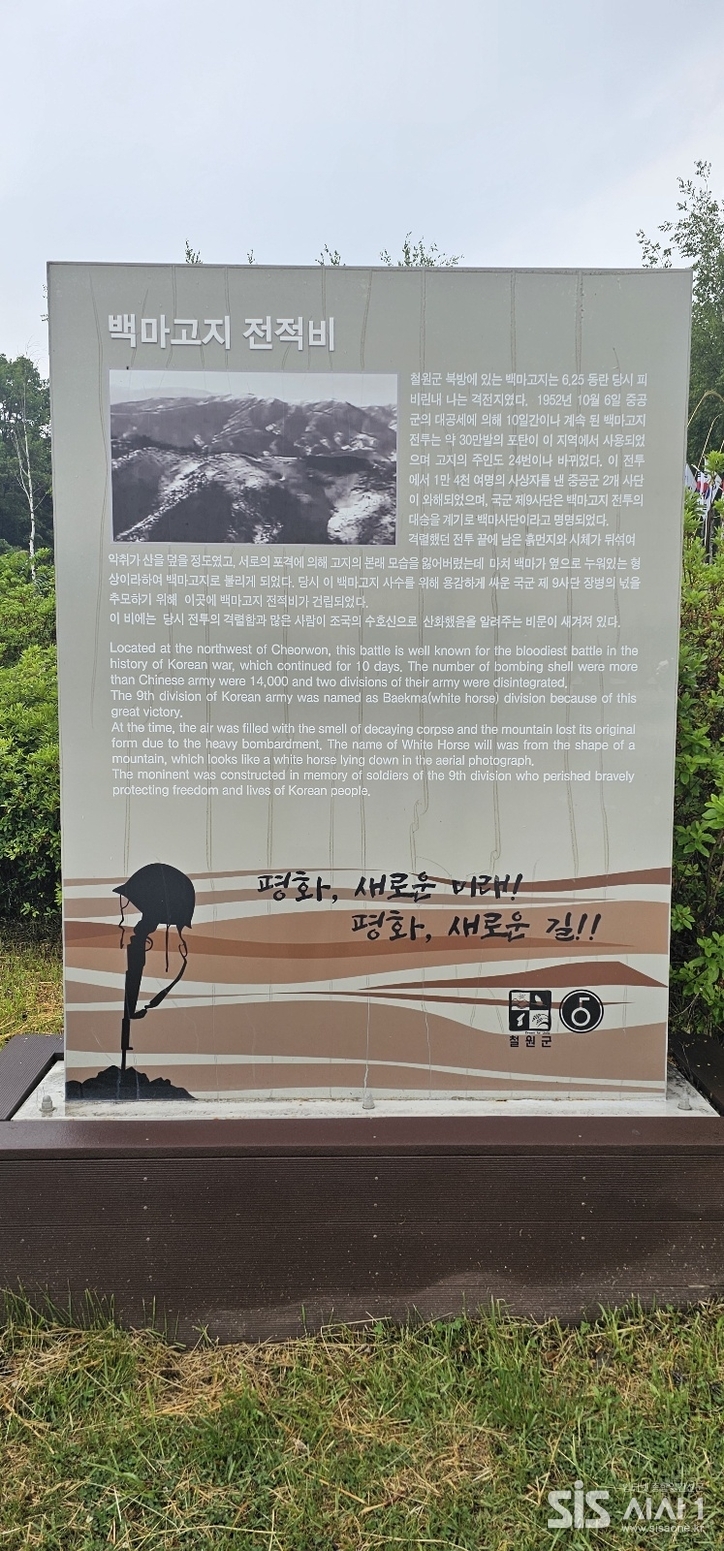 백마고지 전적비
철원군 북방에 있는 백마고지는 6.25 동란 당시 피
비린내 나는 격전지였다. 1952년 10월 6일 중공
군의 대공세에 의해 10일간이나 계속 된 백마고지
전투는 약 30만발의 포탄이 이 지역에서 사용되었
으며 고지의 주인도 24번이나 바뀌었다. 이 전투
에서 1만 4천 여명의 사상자를 낸 중공군 2개 사단
이 와해되었으며, 국군 제9사단은 백마고지 전투의
대승을 계기로 백마사단이라고 명명되었다.
격렬했던 전투 끝에 남은 흙먼지와 시체가 뒤섞여
악취가 산을 덮을 정도였고, 서로의 포격에 의해 고지의 본래 모습을 잃어버렸는데 마치 백마가 옆으로 누워있는 형
상이라하여 백마고지로 불리게 되었다. 당시 이 백마고지 사수를 위해 용감하게 싸운 국군 제 9사단 장병의 넋을
추모하기 위해 이곳에 백마고지 전적비가 건립되었다.
이 비에는 당시 전투의 격렬함과 많은 사람이 조국의 수호신으로 산화했음을 알려주는 비문이 새겨져 있다.
Located at the northwest of Cheorwon, this battle is well known for the bloodiest battle in the
history of Korean war, which continued for 10 days. The number of bombing shell were more
than Chinese army were 14,000 and two divisions of their army were disintegrated.
The 9th division of Korean army was named as Baekma(white horse) division because of this
great victory.
At the time, the air was filled with the smell of decaying corpse and the mountain lost its original
form due to the heavy bombardment. The name of White Horse will was from the shape of a
mountain, which looks like a white horse lying down in the aerial photograph.
The moninent was constructed in memory of soldiers of the 9th division who perished bravely
protecting freedom and lives of Korean people.
평화, 새로운 미래!
평화, 새로운 길!!
철원군
5
SiS 시사1
www.sisaone.kr